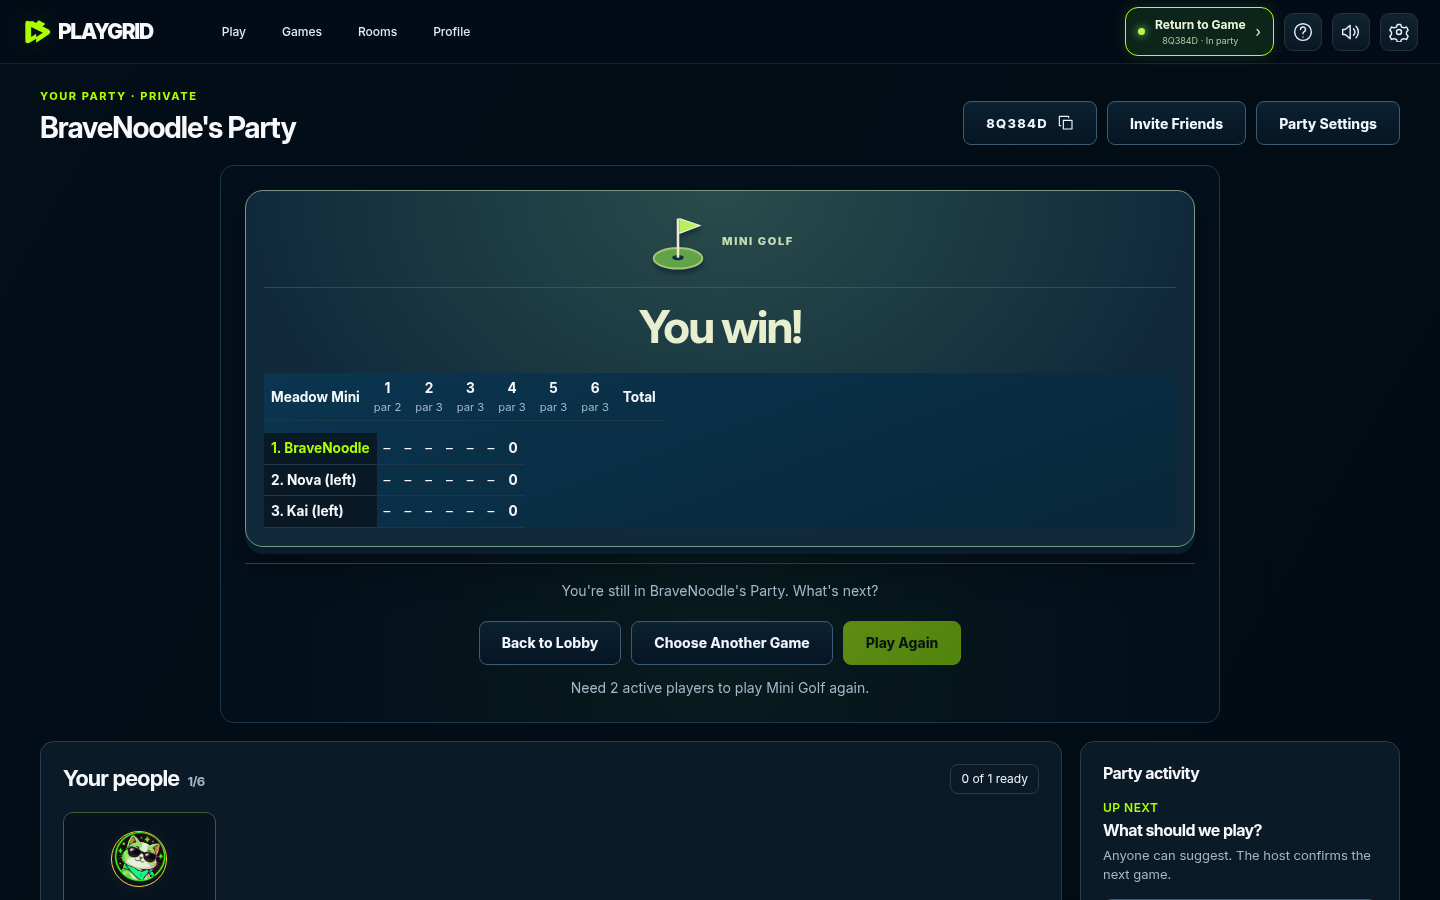 PLAYGRID
Play
Games
Rooms
Profile
Return to Game
8Q384D · In party
›
YOUR PARTY · PRIVATE
BraveNoodle's Party
8Q384D
Invite Friends
Party Settings
MINI GOLF
You win!
Meadow Mini 1 2 3 4 5 6 Total
par 2 par 3 par 3 par 3 par 3 par 3
1. BraveNoodle – – – – – – 0
2. Nova (left) – – – – – – 0
3. Kai (left) – – – – – – 0
You're still in BraveNoodle's Party. What's next?
Back to Lobby
Choose Another Game
Play Again
Need 2 active players to play Mini Golf again.
Your people 1/6
0 of 1 ready
Party activity
UP NEXT
What should we play?
Anyone can suggest. The host confirms the
next game.